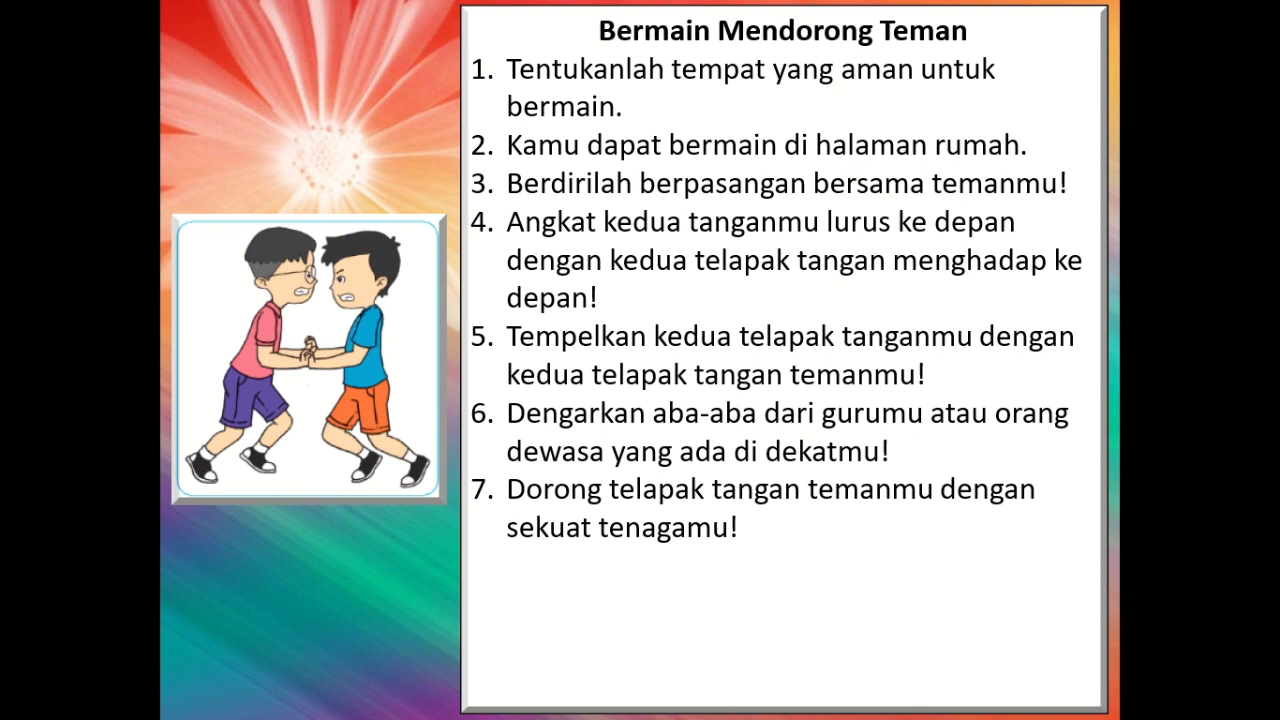 Bermain Mendorong Teman
1. Tentukanlah tempat yang aman untuk
bermain.
2. Kamu dapat bermain di halaman rumah.
3. Berdirilah berpasangan bersama temanmu!
4. Angkat kedua tanganmu lurus ke depan
dengan kedua telapak tangan menghadap ke
depan!
5. Tempelkan kedua telapak tanganmu dengan
kedua telapak tangan temanmu!
6. Dengarkan aba-aba dari gurumu atau orang
dewasa yang ada di dekatmu!
7. Dorong telapak tangan temanmu dengan
sekuat tenagamu!